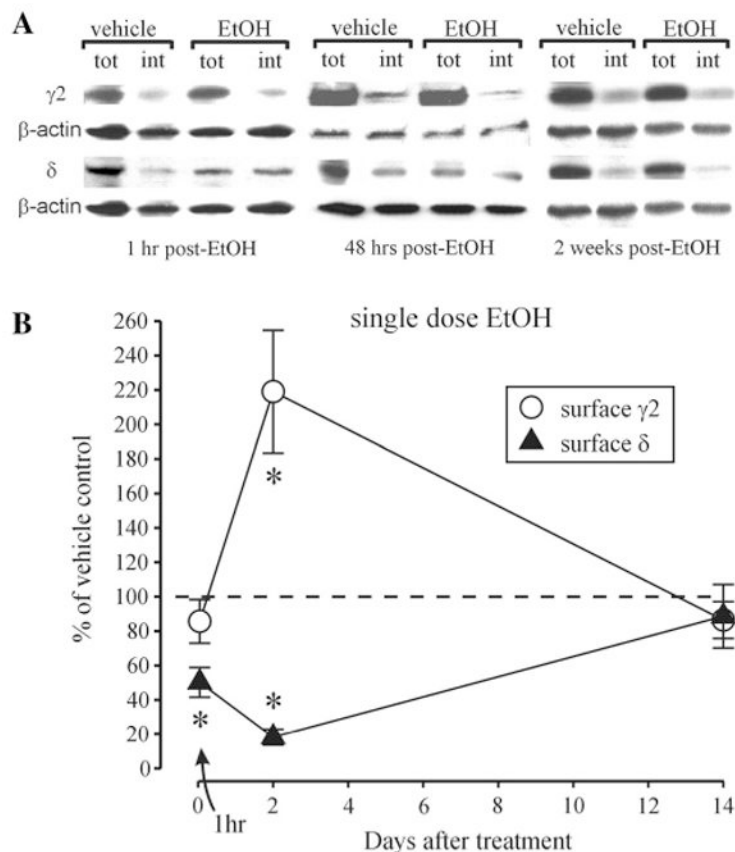 A
vehicle EtOH vehicle EtOH vehicle EtOH
tot int tot int tot int tot int tot int tot int
γ2
β-actin
δ
β-actin
1 hr post-EtOH 48 hrs post-EtOH 2 weeks post-EtOH
B
single dose EtOH
260
240
220
200
180
160
140
120
100
80
60
40
20
0
% of vehicle control
surface γ2
surface δ
*
*
*
0 2 4 6 8 10 12 14
1hr
Days after treatment